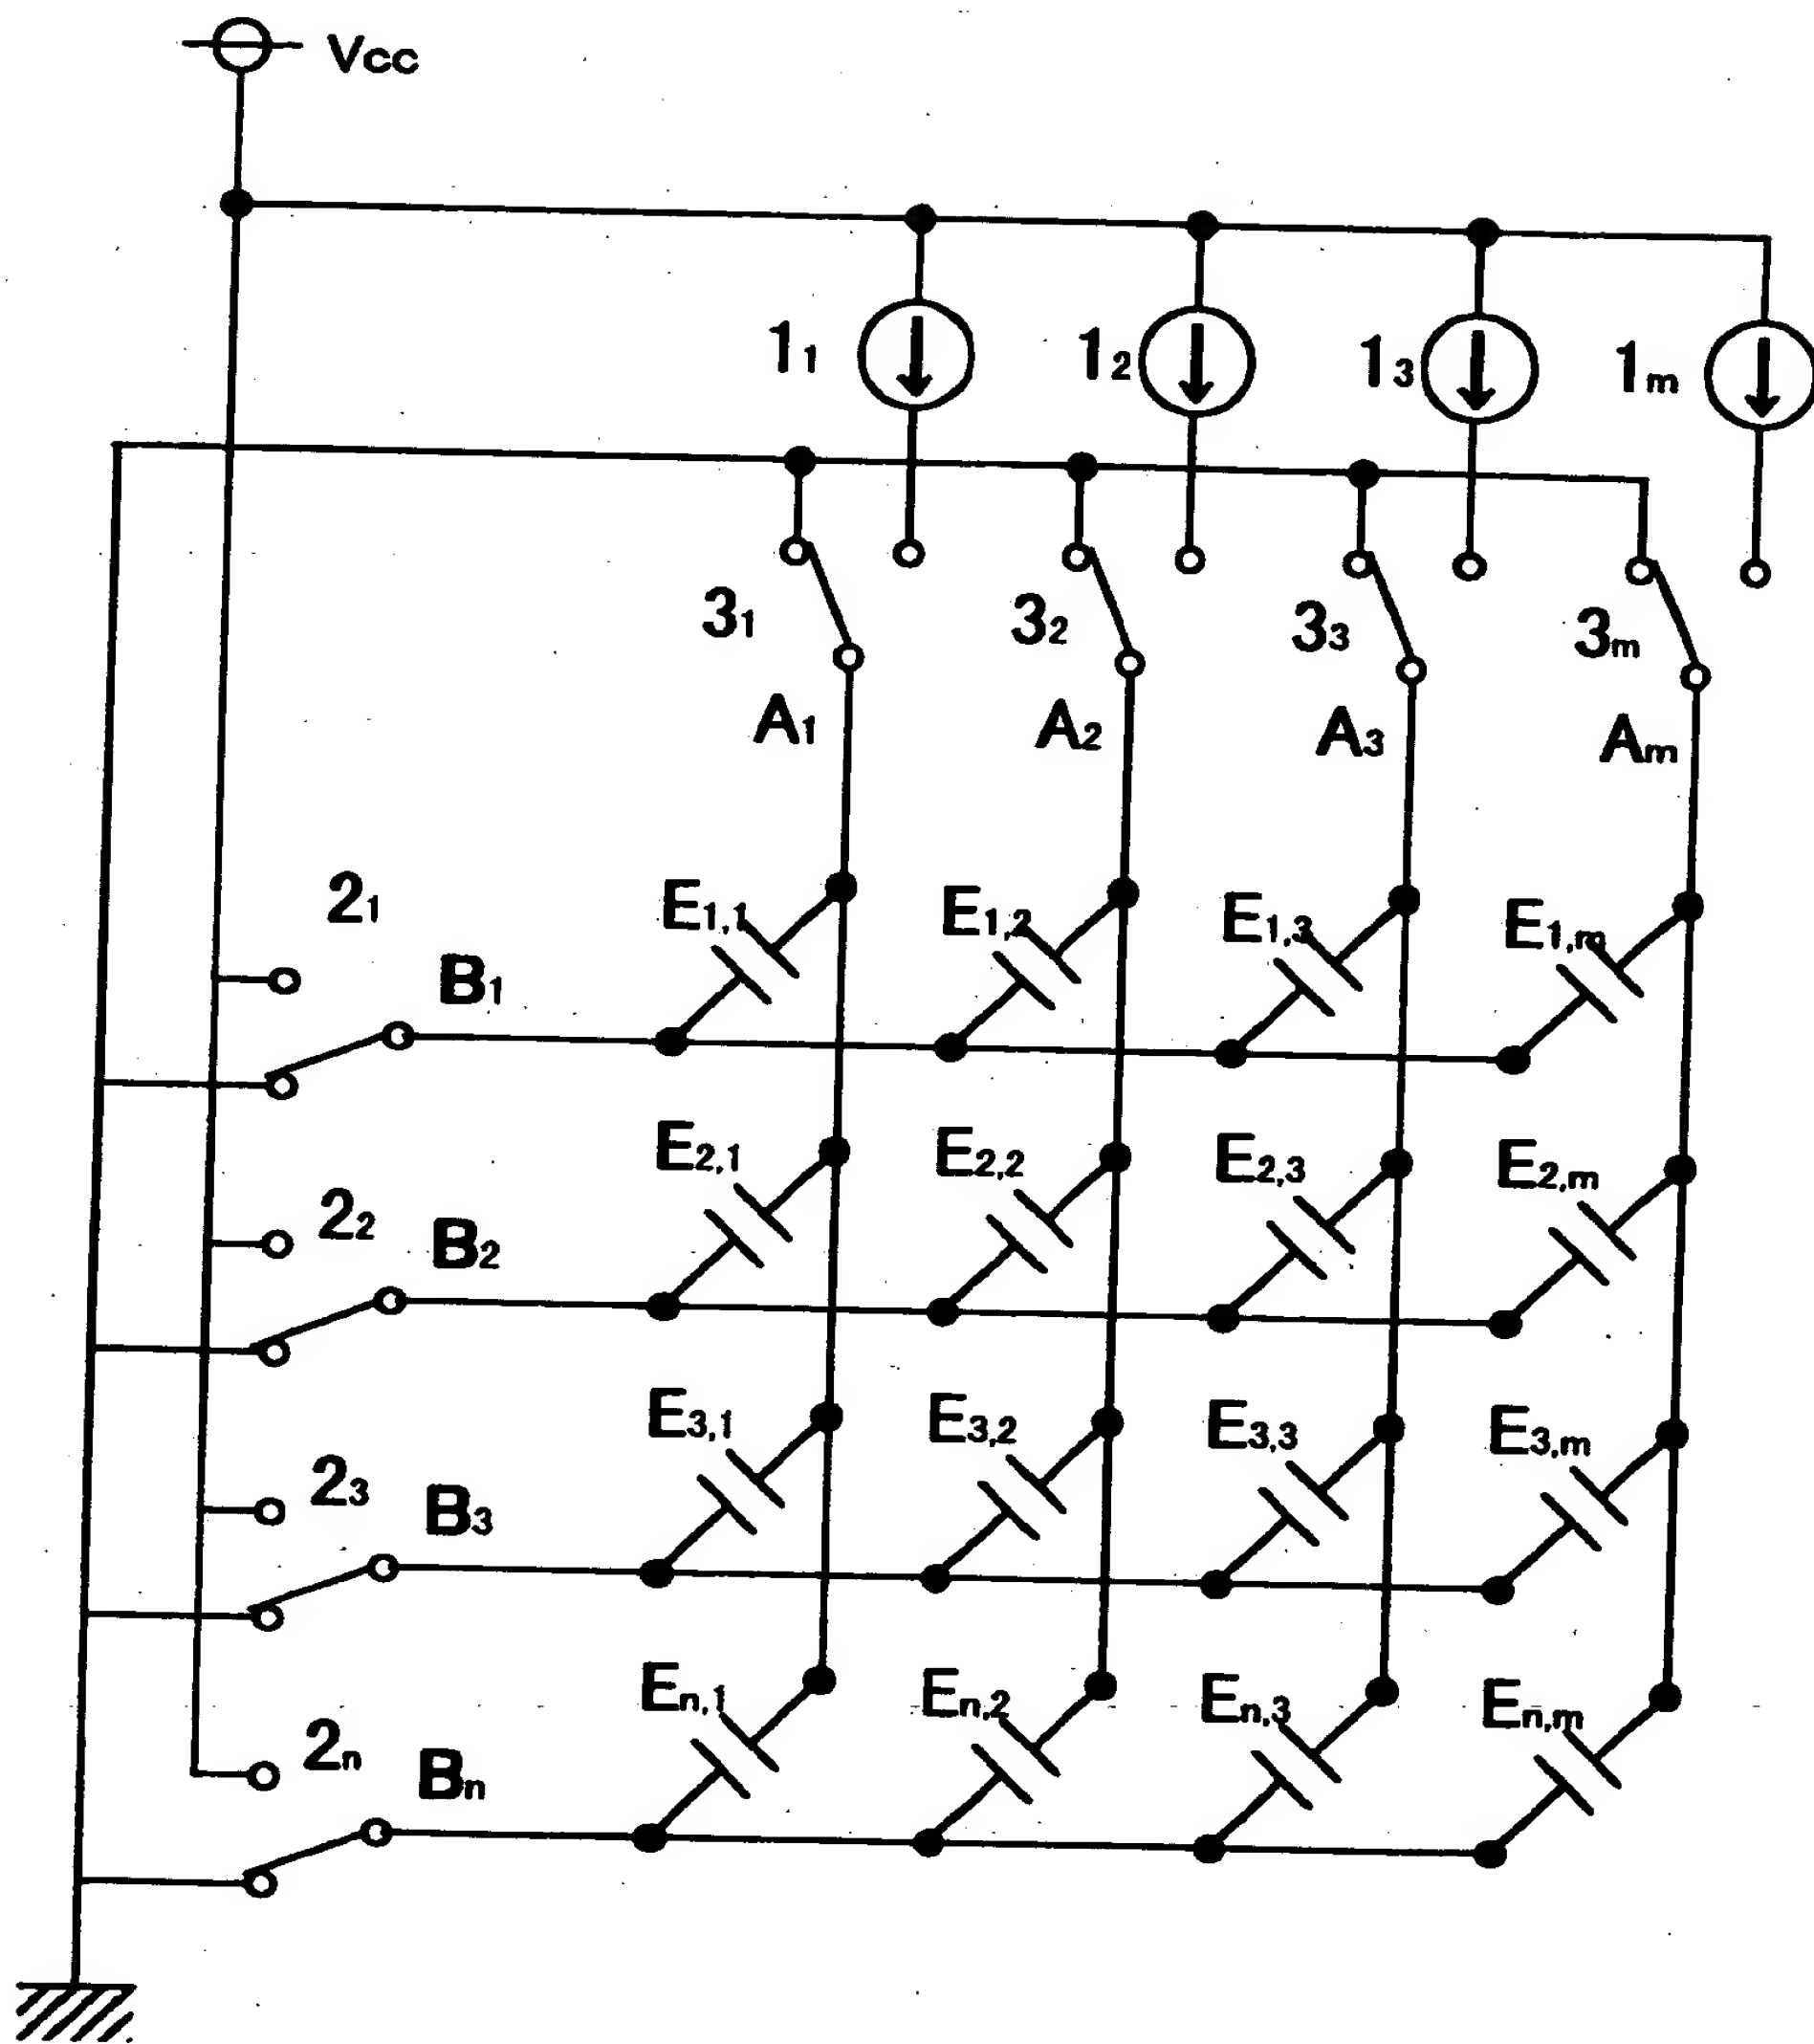 Vcc
1₁ 1₂ 1₃ 1m
3₁ 3₂ 3₃ 3m
A₁ A₂ A₃ Am
2₁ E1,1 E1,2 E1,3 E1,m
B₁
E2,1 E2,2 E2,3 E2,m
2₂ B₂
E3,1 E3,2 E3,3 E3,m
2₃ B₃
En,1 En,2 En,3 En,m
2n Bn